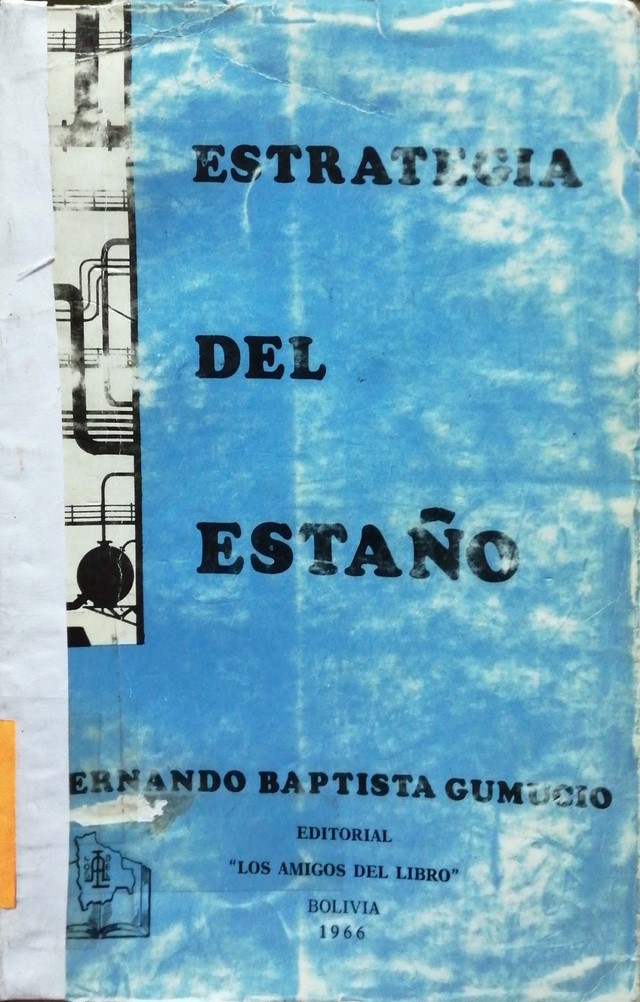 ESTRATEGIA
DEL
ESTAÑO
ERNANDO BAPTISTA GUMUCIO
EDITORIAL
"LOS AMIGOS DEL LIBRO"
BOLIVIA
1966